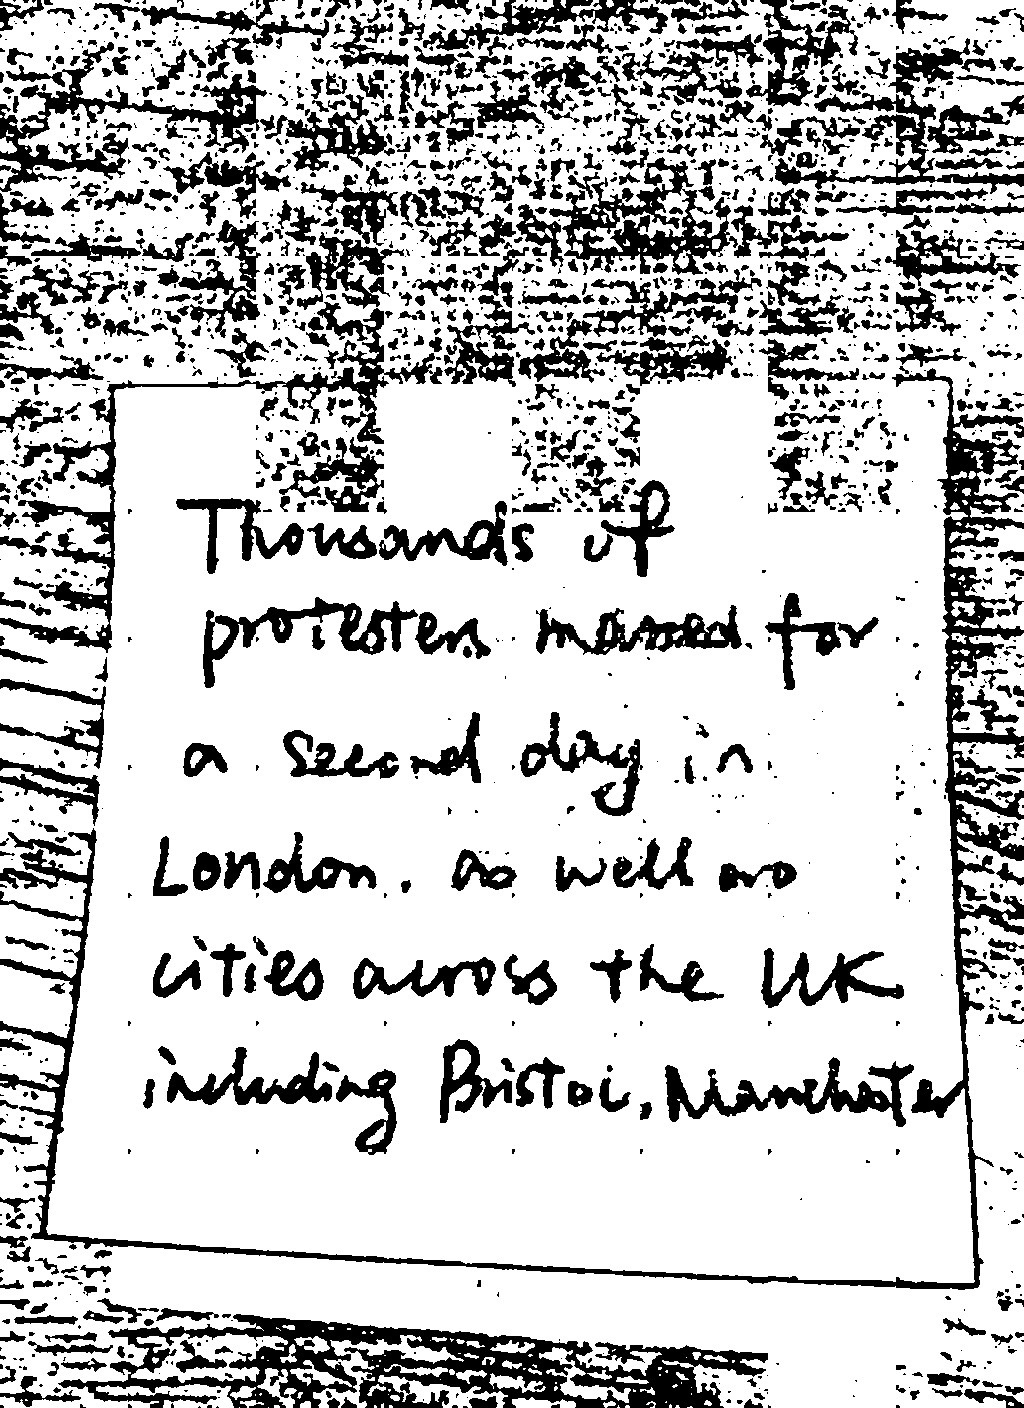 Thousands of
protesters massed for
a second day in
London. as well as
cities across the UK
including Bristol, Manchester